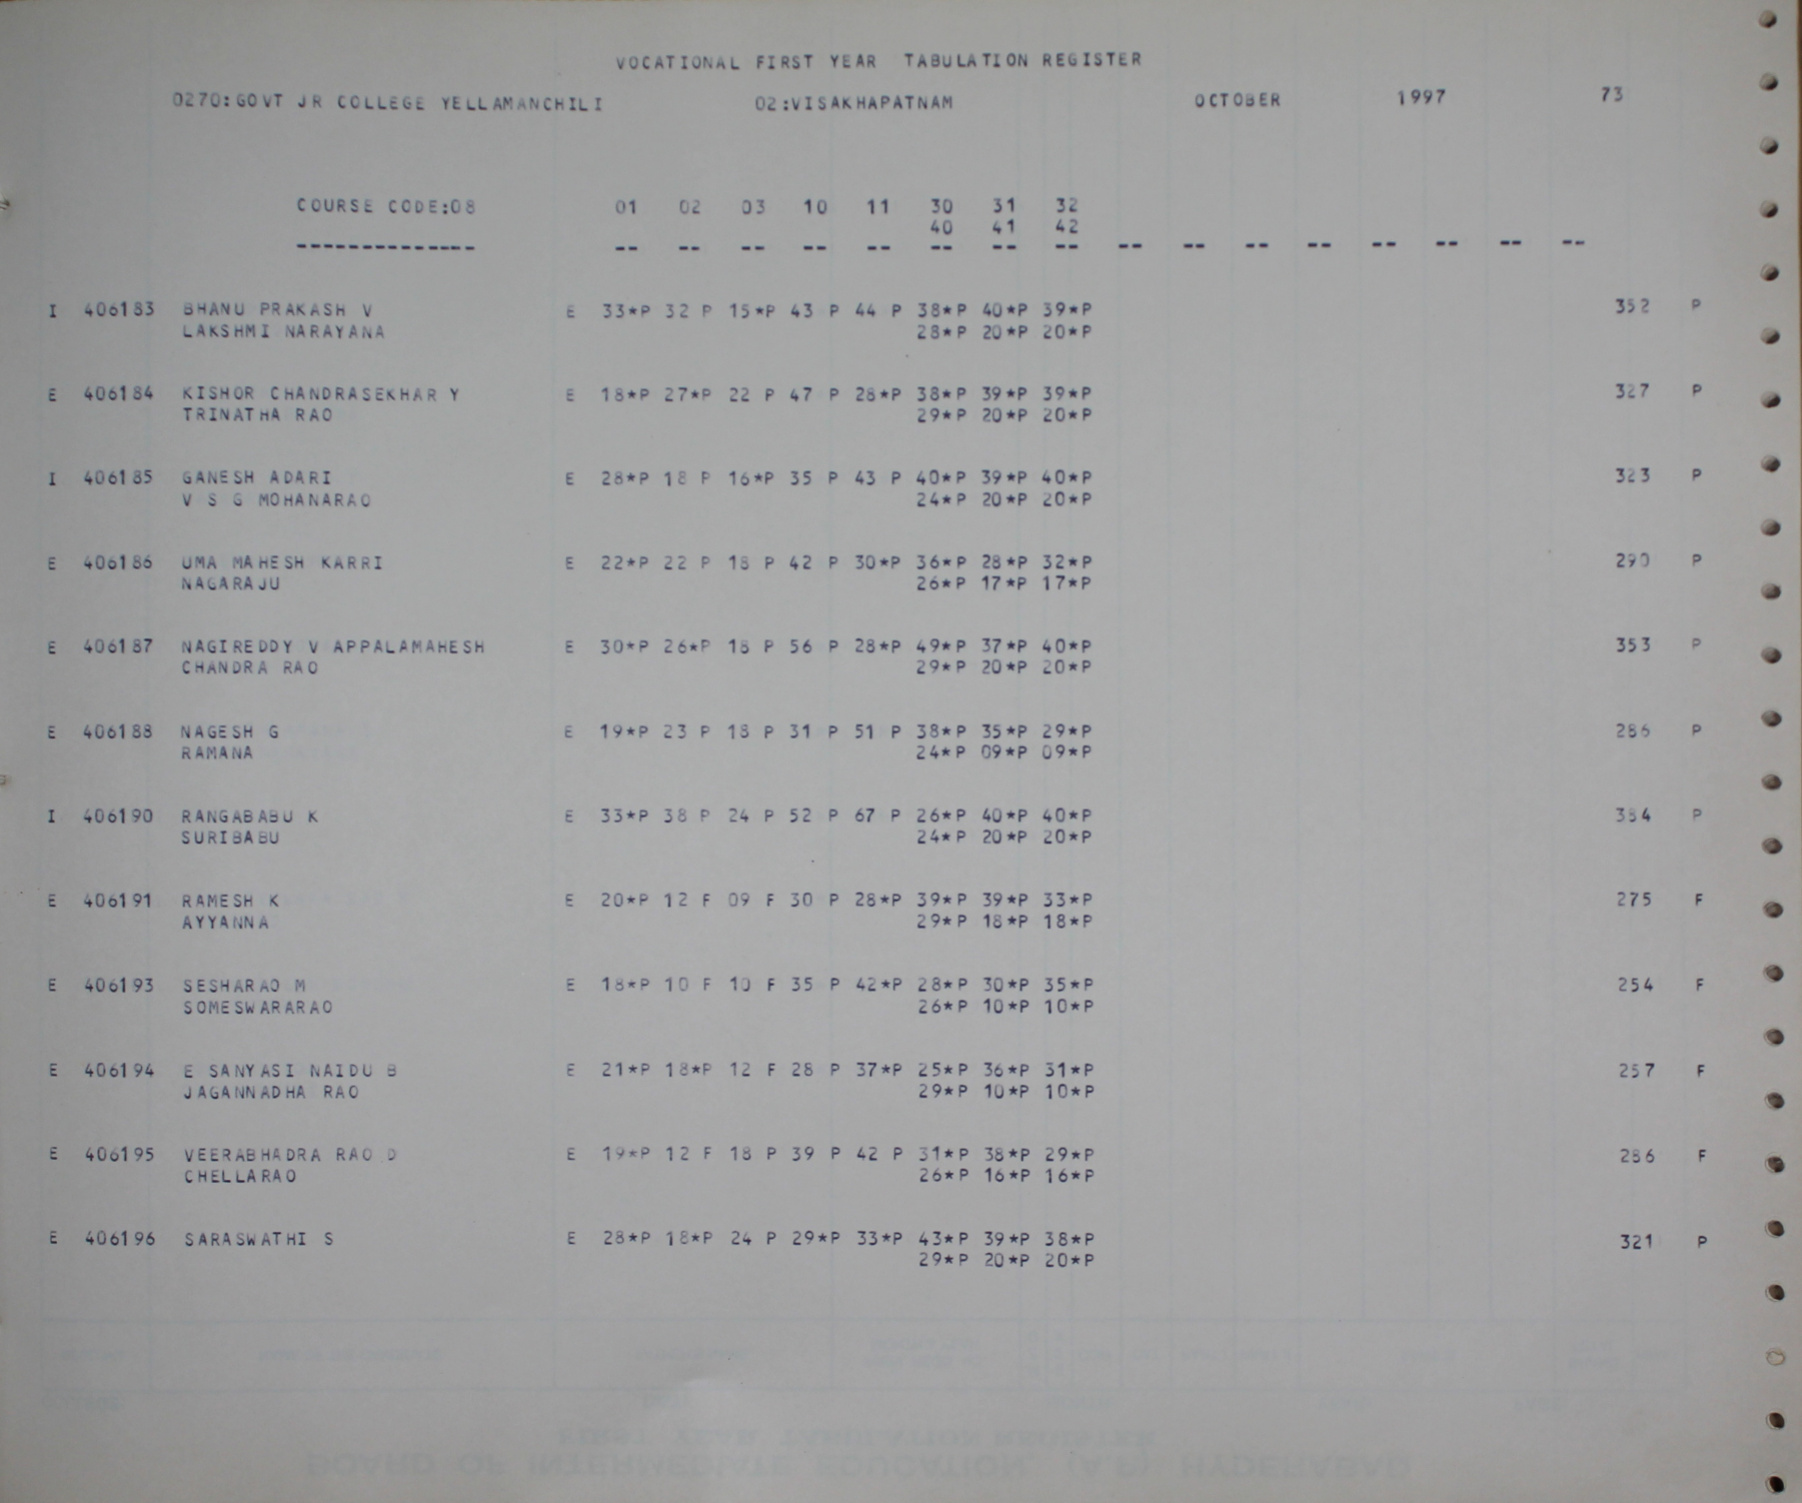 VOCATIONAL FIRST YEAR TABULATION REGISTER
0270:GOVT JR COLLEGE YELLAMANCHILI 02:VISAKHAPATNAM OCTOBER 1997 73
COURSE CODE:08 01 02 03 10 11 30 31 32
40 41 42
-------------- -- -- -- -- -- -- -- -- -- -- -- -- -- -- -- --
I 406183 BHANU PRAKASH V E 33*P 32 P 15*P 43 P 44 P 38*P 40*P 39*P 352 P
LAKSHMI NARAYANA 28*P 20*P 20*P
E 406184 KISHOR CHANDRASEKHAR Y E 18*P 27*P 22 P 47 P 28*P 38*P 39*P 39*P 327 P
TRINATHA RAO 29*P 20*P 20*P
I 406185 GANESH ADARI E 28*P 18 P 16*P 35 P 43 P 40*P 39*P 40*P 323 P
V S G MOHANARAO 24*P 20*P 20*P
E 406186 UMA MAHESH KARRI E 22*P 22 P 18 P 42 P 30*P 36*P 28*P 32*P 290 P
NAGARAJU 26*P 17*P 17*P
E 406187 NAGIREDDY V APPALAMAHESH E 30*P 26*P 18 P 56 P 28*P 49*P 37*P 40*P 353 P
CHANDRA RAO 29*P 20*P 20*P
E 406188 NAGESH G E 19*P 23 P 18 P 31 P 51 P 38*P 35*P 29*P 286 P
RAMANA 24*P 09*P 09*P
I 406190 RANGABABU K E 33*P 38 P 24 P 52 P 67 P 26*P 40*P 40*P 384 P
SURIBABU 24*P 20*P 20*P
E 406191 RAMESH K E 20*P 12 F 09 F 30 P 28*P 39*P 39*P 33*P 275 F
AYYANNA 29*P 18*P 18*P
E 406193 SESHARAO M E 18*P 10 F 10 F 35 P 42*P 28*P 30*P 35*P 254 F
SOMESWARARAO 26*P 10*P 10*P
E 406194 E SANYASI NAIDU B E 21*P 18*P 12 F 28 P 37*P 25*P 36*P 31*P 257 F
JAGANNADHA RAO 29*P 10*P 10*P
E 406195 VEERABHADRA RAO D E 19*P 12 F 18 P 39 P 42 P 31*P 38*P 29*P 286 F
CHELLARAO 26*P 16*P 16*P
E 406196 SARASWATHI S E 28*P 18*P 24 P 29*P 33*P 43*P 39*P 38*P 321 P
29*P 20*P 20*P
FIRST YEAR TABULATION REGISTER
BOARD OF INTERMEDIATE EDUCATION, (A.P) HYDERABAD